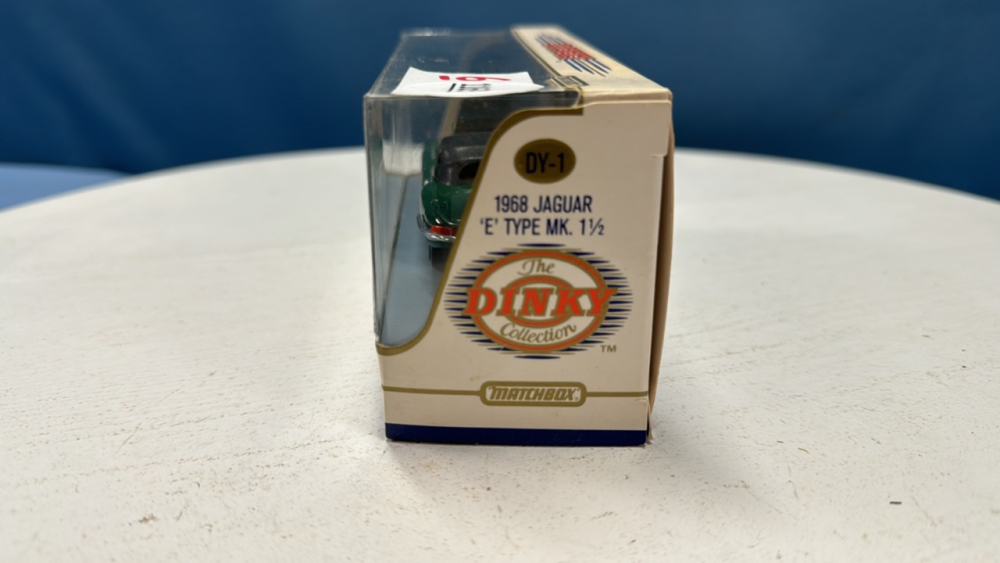 DY-1
1968 JAGUAR
'E' TYPE MK. 1½
The
DINKY
Collection
TM
MATCHBOX